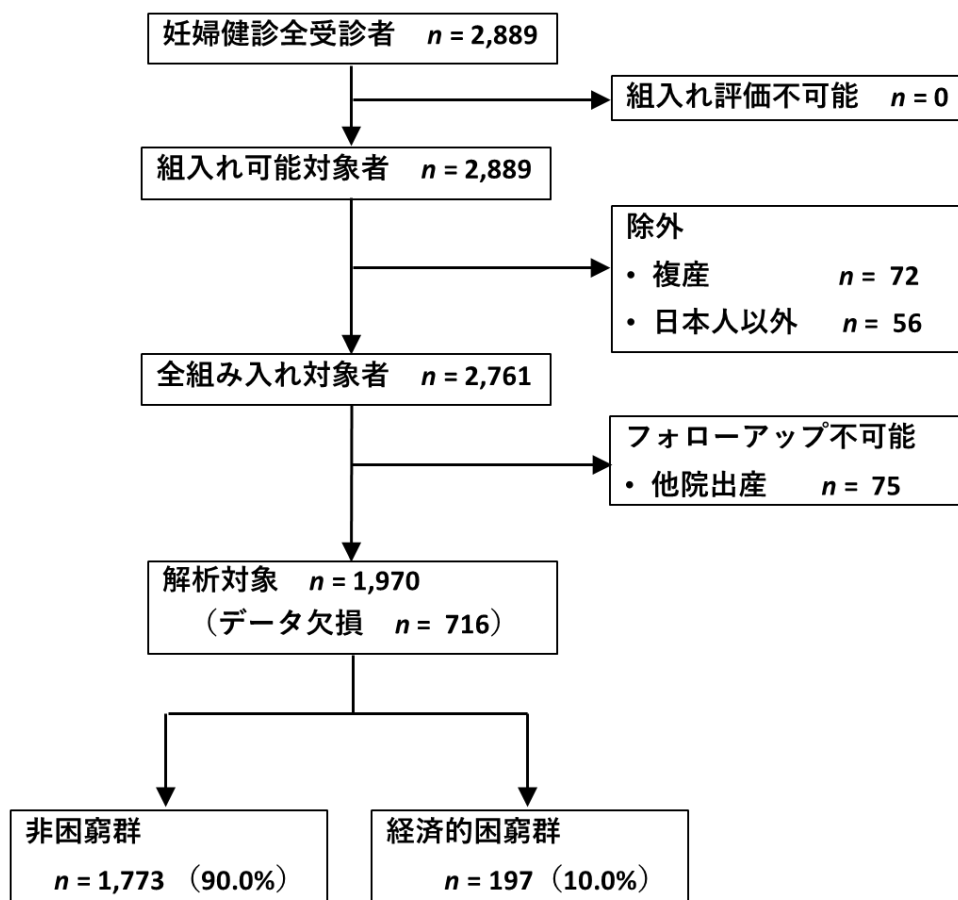 妊婦健診全受診者 n = 2,889
組入れ評価不可能 n = 0
組入れ可能対象者 n = 2,889
除外
・ 複産 n = 72
・ 日本人以外 n = 56
全組み入れ対象者 n = 2,761
フォローアップ不可能
・ 他院出産 n = 75
解析対象 n = 1,970
（データ欠損 n = 716）
非困窮群
n = 1,773 （90.0%）
経済的困窮群
n = 197（10.0%）